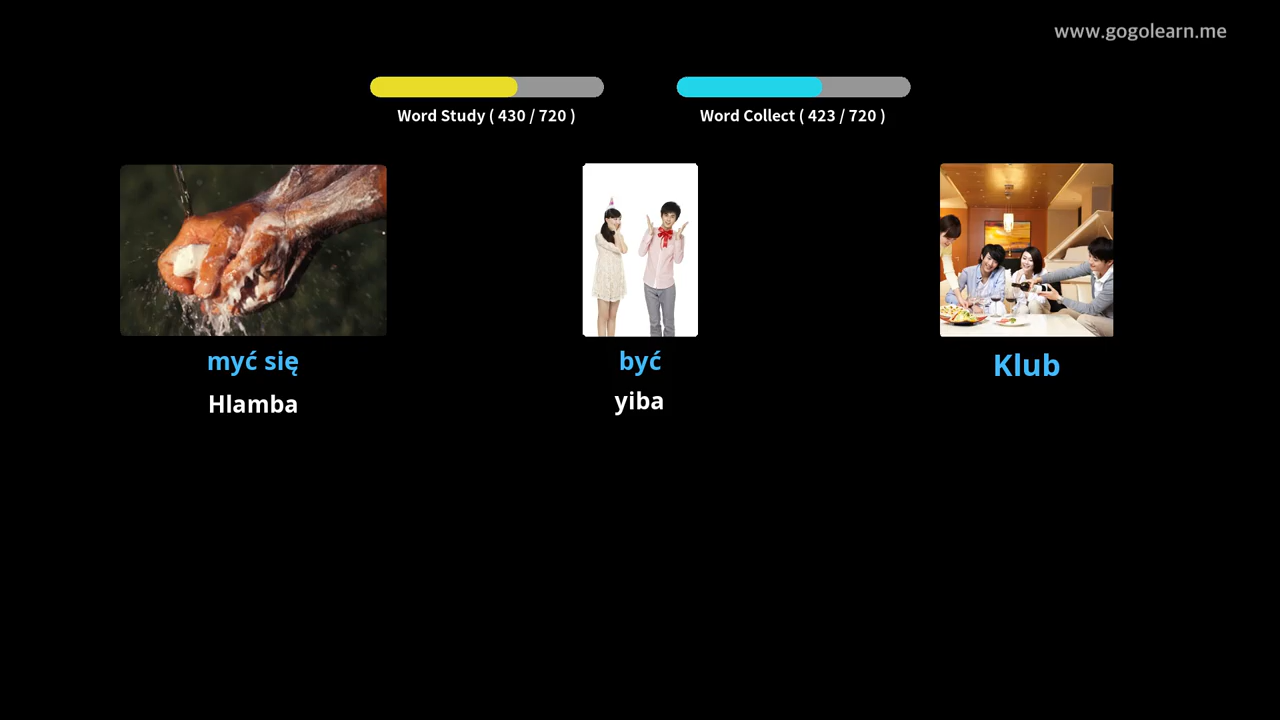 www.gogolearn.me
Word Study ( 430 / 720 )
Word Collect ( 423 / 720 )
myć się
Hlamba
być
yiba
Klub